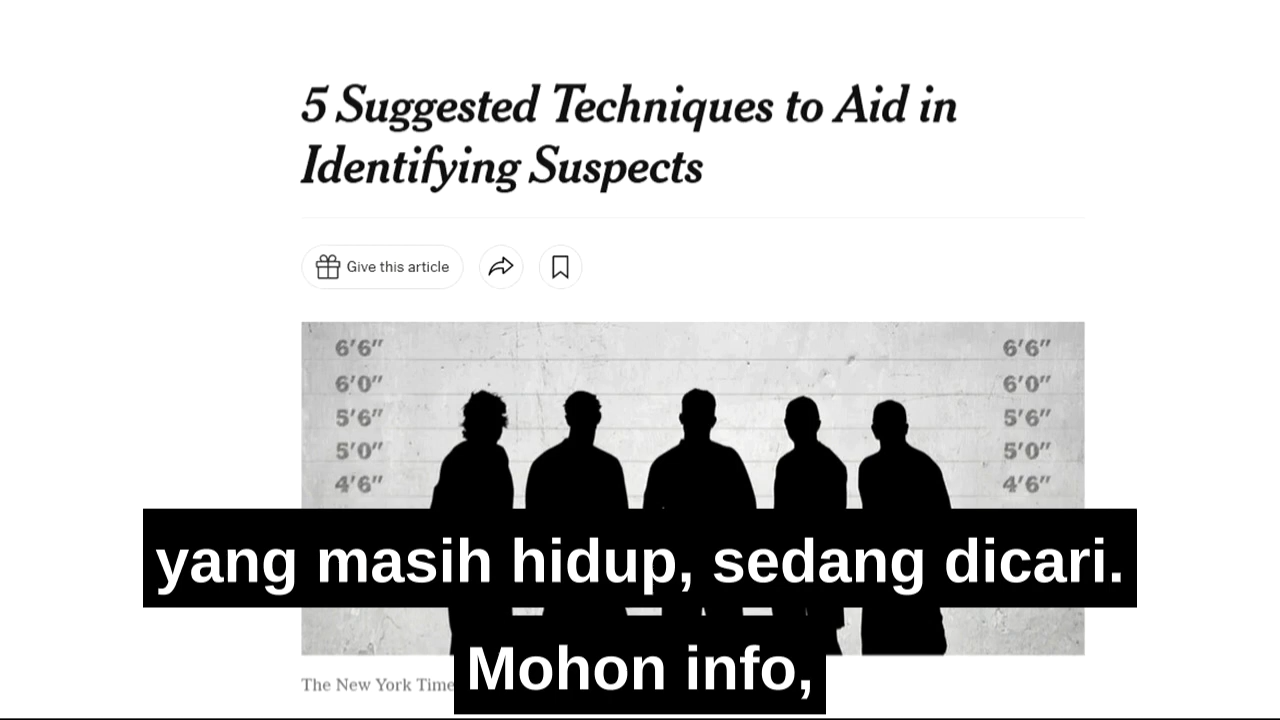 5 Suggested Techniques to Aid in
Identifying Suspects
Give this article
6'6" 6'6"
6'0" 6'0"
5'6" 5'6"
5'0" 5'0"
4'6" 4'6"
yang masih hidup, sedang dicari.
Mohon info,
The New York